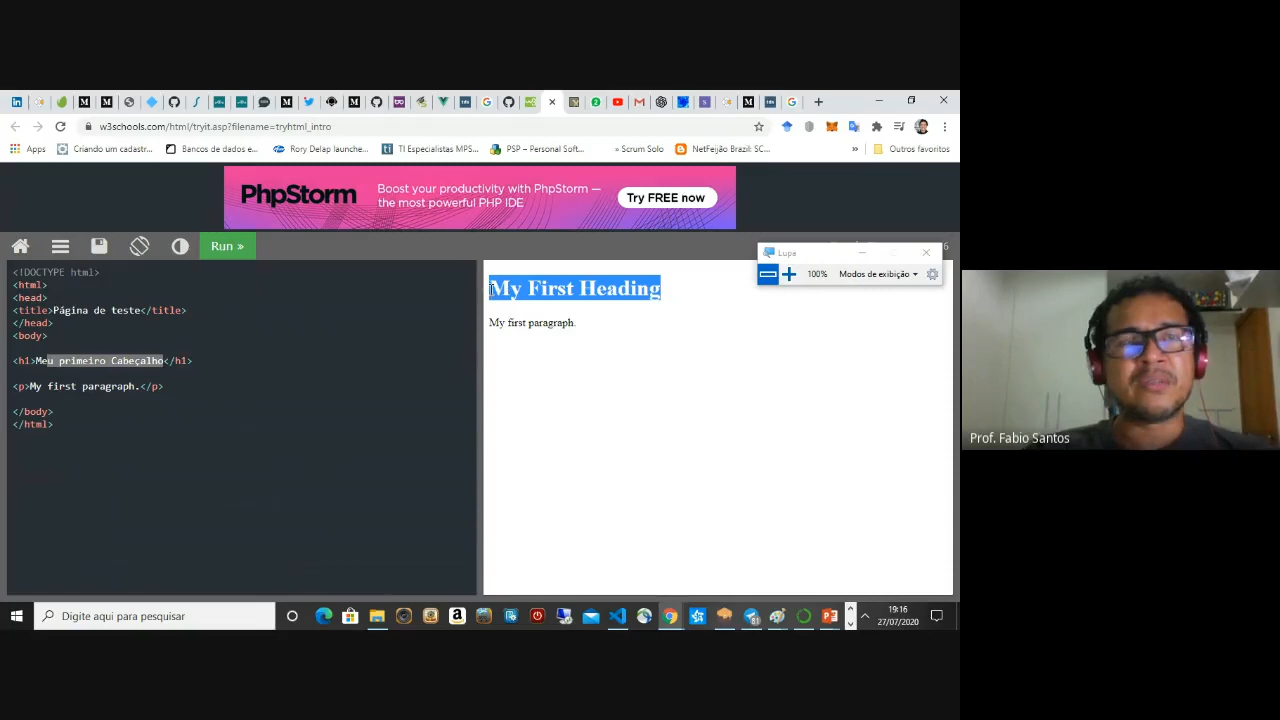 w3schools.com/html/tryit.asp?filename=tryhtml_intro
Apps
Criando um cadastr...
Bancos de dados e...
Rory Delap launche...
TI Especialistas MPS...
PSP – Personal Soft...
» Scrum Solo
NetFeijão Brazil: SC...
»
Outros favoritos
PhpStorm
Boost your productivity with PhpStorm —
the most powerful PHP IDE
Try FREE now
Run »
Lupa
100%
Modos de exibição
<!DOCTYPE html>
<html>
<head>
<title>Página de teste</title>
</head>
<body>
<h1>Meu primeiro Cabeçalho</h1>
<p>My first paragraph.</p>
</body>
</html>
My First Heading
My first paragraph.
Prof. Fabio Santos
Digite aqui para pesquisar
81
19:16
27/07/2020